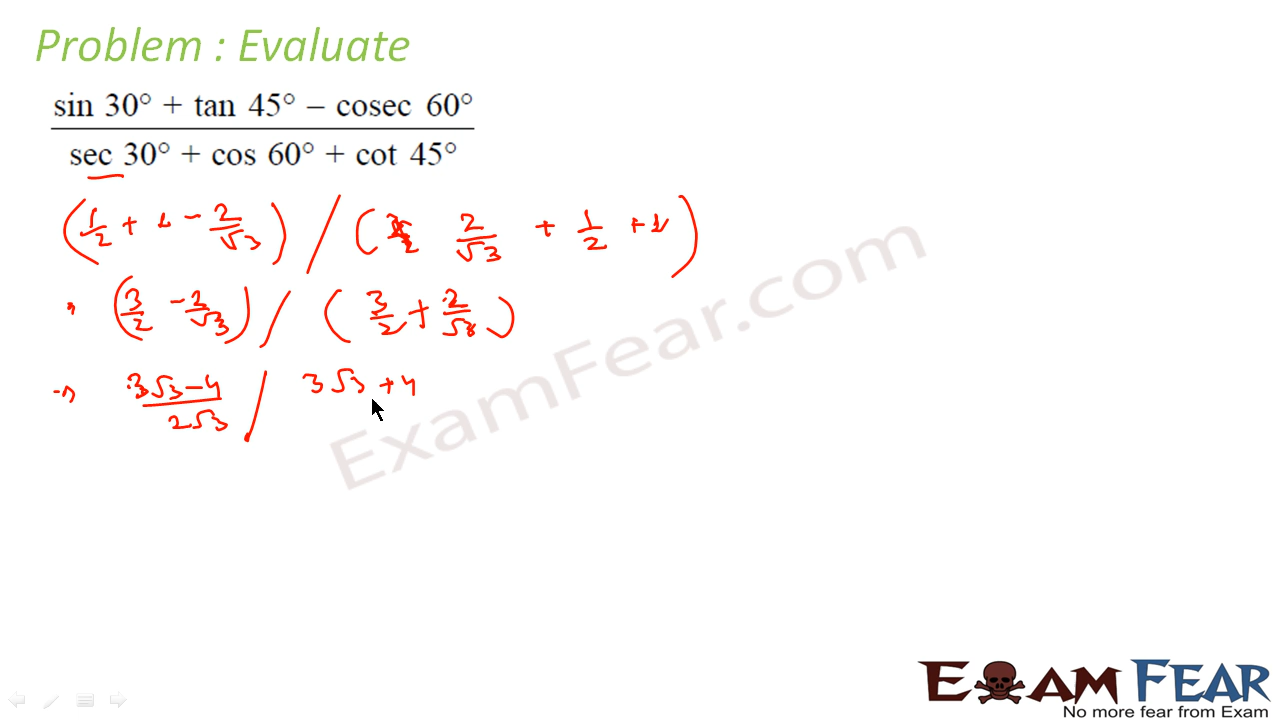 Problem : Evaluate
sin 30° + tan 45° – cosec 60°
sec 30° + cos 60° + cot 45°
(1/2 + 1 - 2/√3) / ( 2/√3 + 1/2 + 1)
(3/2 - 2/√3) / (3/2 + 2/√3)
→ 3√3-4/2√3 / 3√3 + 4
ExamFear.com
EXAM FEAR
No more fear from Exam